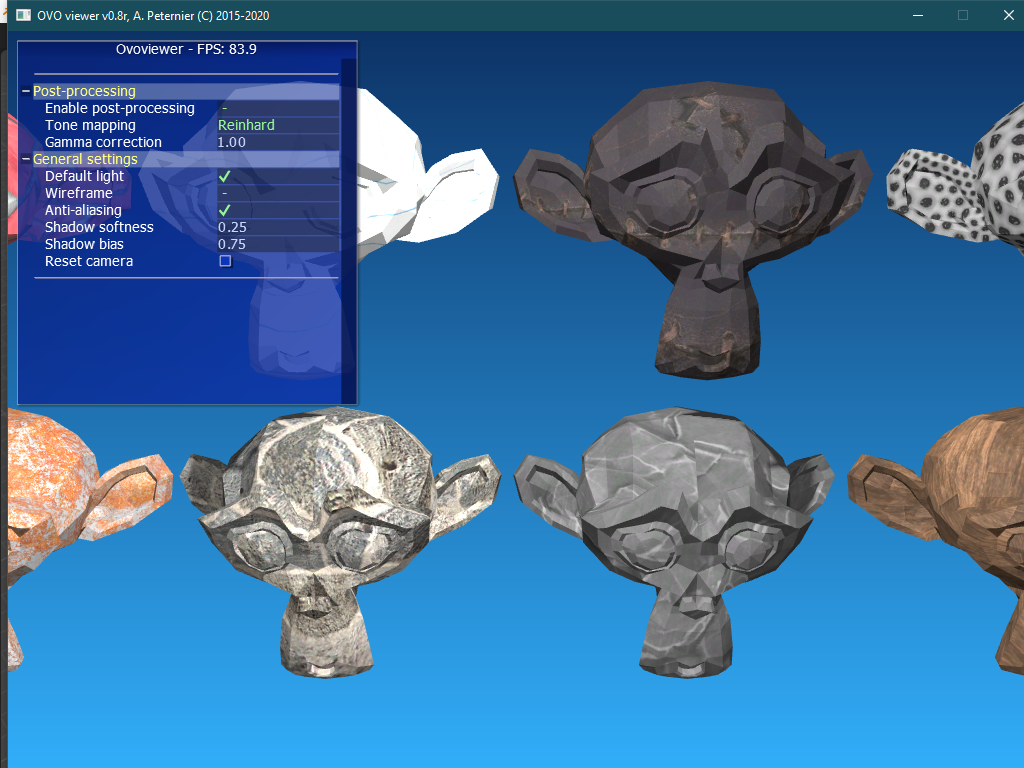 OVO viewer v0.8r, A. Peternier (C) 2015-2020
Ovoviewer - FPS: 83.9
Post-processing
Enable post-processing -
Tone mapping Reinhard
Gamma correction 1.00
General settings
Default light ✓
Wireframe -
Anti-aliasing ✓
Shadow softness 0.25
Shadow bias 0.75
Reset camera